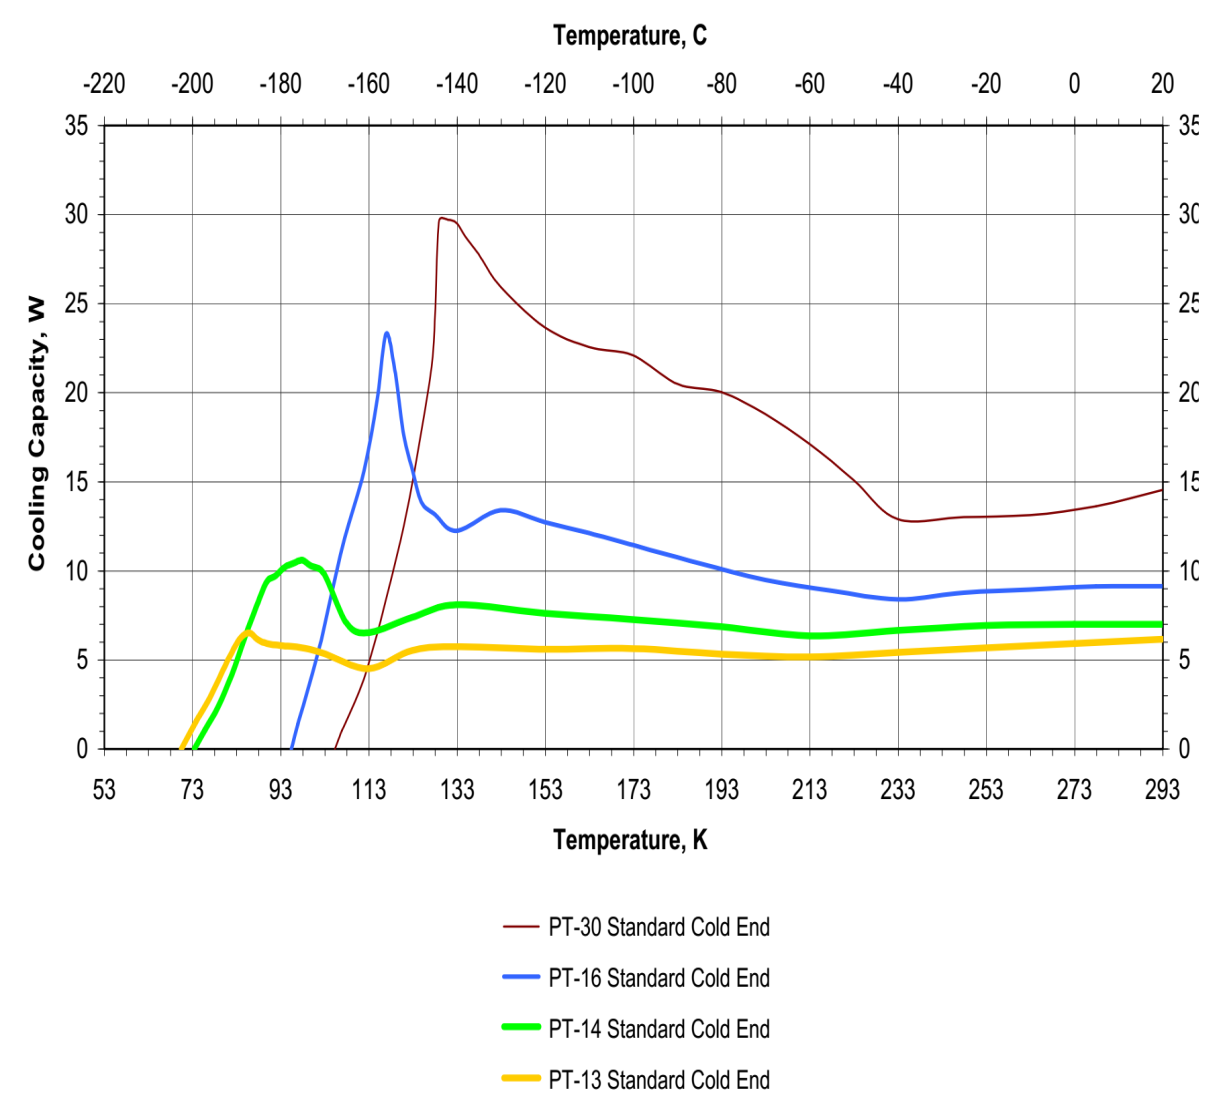 Temperature, C
-220 -200 -180 -160 -140 -120 -100 -80 -60 -40 -20 0 20
35 35
30 30
25 25
20 20
15 15
10 10
5 5
0 0
Cooling Capacity, W
53 73 93 113 133 153 173 193 213 233 253 273 293
Temperature, K
PT-30 Standard Cold End
PT-16 Standard Cold End
PT-14 Standard Cold End
PT-13 Standard Cold End